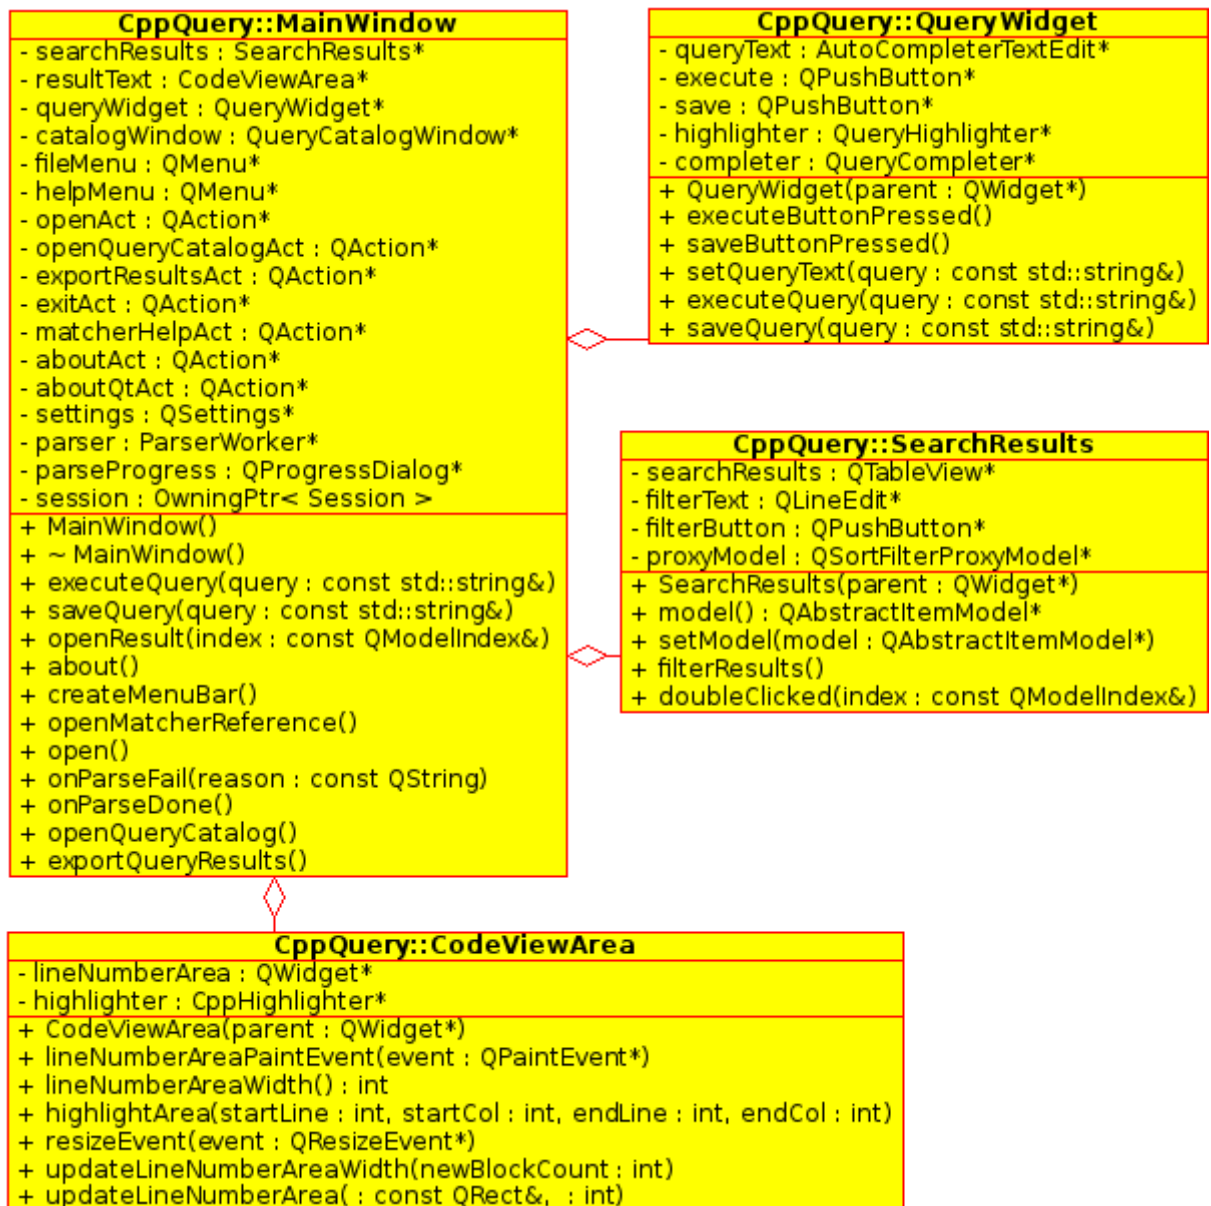 CppQuery::MainWindow
- searchResults : SearchResults*
- resultText : CodeViewArea*
- queryWidget : QueryWidget*
- catalogWindow : QueryCatalogWindow*
- fileMenu : QMenu*
- helpMenu : QMenu*
- openAct : QAction*
- openQueryCatalogAct : QAction*
- exportResultsAct : QAction*
- exitAct : QAction*
- matcherHelpAct : QAction*
- aboutAct : QAction*
- aboutQtAct : QAction*
- settings : QSettings*
- parser : ParserWorker*
- parseProgress : QProgressDialog*
- session : OwningPtr< Session >
+ MainWindow()
+ ~ MainWindow()
+ executeQuery(query : const std::string&)
+ saveQuery(query : const std::string&)
+ openResult(index : const QModelIndex&)
+ about()
+ createMenuBar()
+ openMatcherReference()
+ open()
+ onParseFail(reason : const QString)
+ onParseDone()
+ openQueryCatalog()
+ exportQueryResults()
CppQuery::QueryWidget
- queryText : AutoCompleterTextEdit*
- execute : QPushButton*
- save : QPushButton*
- highlighter : QueryHighlighter*
- completer : QueryCompleter*
+ QueryWidget(parent : QWidget*)
+ executeButtonPressed()
+ saveButtonPressed()
+ setQueryText(query : const std::string&)
+ executeQuery(query : const std::string&)
+ saveQuery(query : const std::string&)
CppQuery::SearchResults
- searchResults : QTableView*
- filterText : QLineEdit*
- filterButton : QPushButton*
- proxyModel : QSortFilterProxyModel*
+ SearchResults(parent : QWidget*)
+ model() : QAbstractItemModel*
+ setModel(model : QAbstractItemModel*)
+ filterResults()
+ doubleClicked(index : const QModelIndex&)
CppQuery::CodeViewArea
- lineNumberArea : QWidget*
- highlighter : CppHighlighter*
+ CodeViewArea(parent : QWidget*)
+ lineNumberAreaPaintEvent(event : QPaintEvent*)
+ lineNumberAreaWidth() : int
+ highlightArea(startLine : int, startCol : int, endLine : int, endCol : int)
+ resizeEvent(event : QResizeEvent*)
+ updateLineNumberAreaWidth(newBlockCount : int)
+ updateLineNumberArea( : const QRect&, : int)